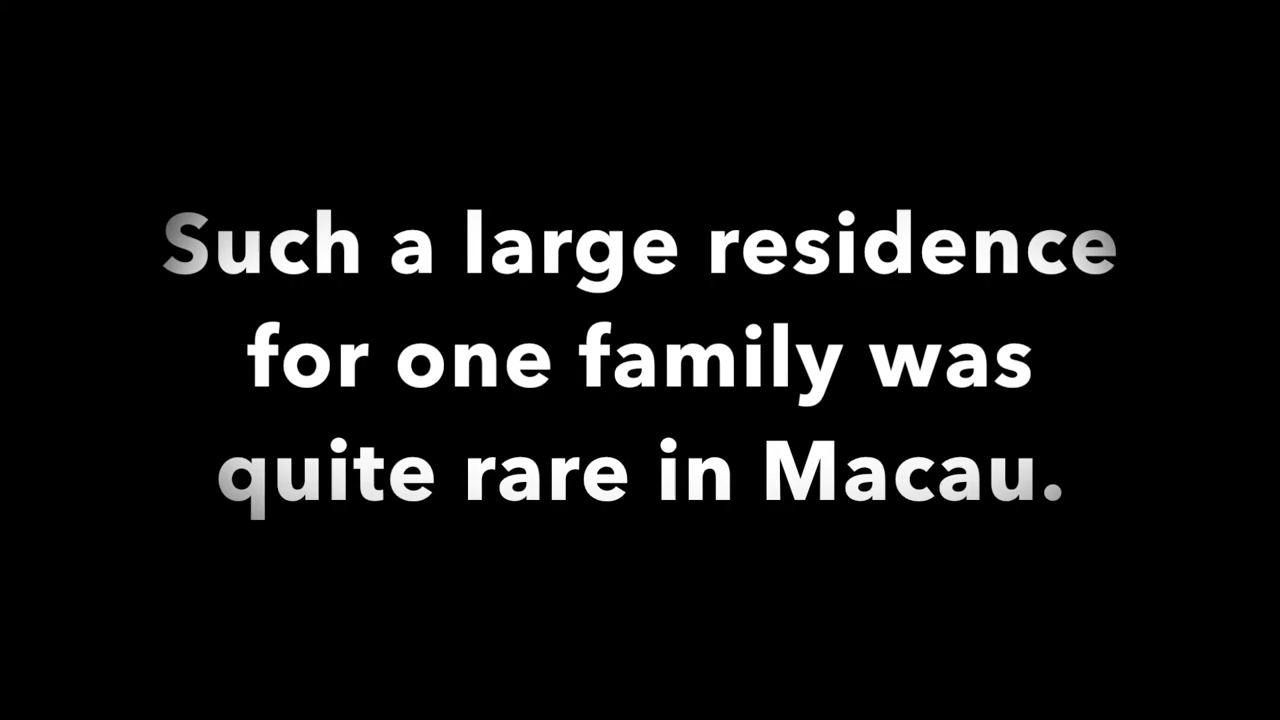 Such a large residence
for one family was
quite rare in Macau.